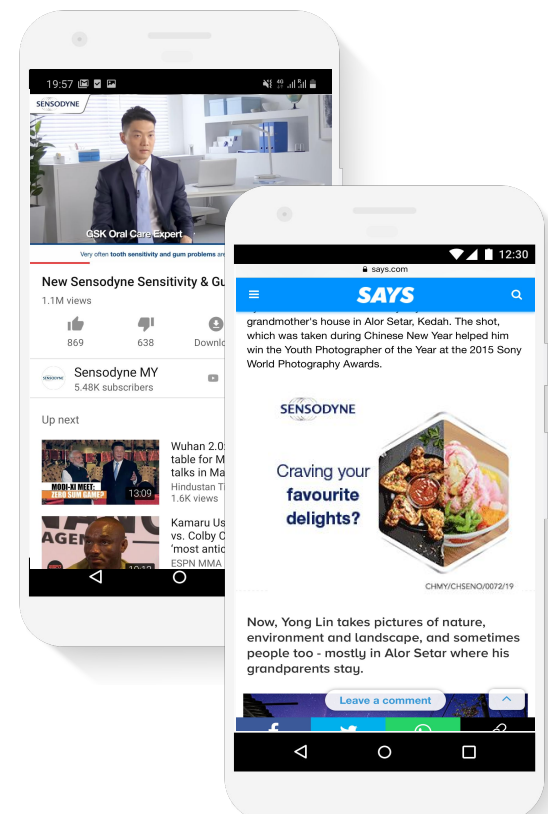 19:57
SENSODYNE
GSK Oral Care Expert
Very often tooth sensitivity and gum problems are
New Sensodyne Sensitivity & Gu
1.1M views
869
638
Downlo
Sensodyne MY
5.48K subscribers
Up next
MODI-XI MEET:
ZERO SUM GAME?
13:09
Wuhan 2.0:
table for M
talks in Ma
Hindustan Ti
1.6K views
Kamaru Us
vs. Colby C
'most antic
ESPN MMA
12:30
says.com
SAYS
grandmother's house in Alor Setar, Kedah. The shot,
which was taken during Chinese New Year helped him
win the Youth Photographer of the Year at the 2015 Sony
World Photography Awards.
SENSODYNE
Craving your
favourite
delights?
CHMY/CHSENO/0072/19
Now, Yong Lin takes pictures of nature,
environment and landscape, and sometimes
people too - mostly in Alor Setar where his
grandparents stay.
Leave a comment